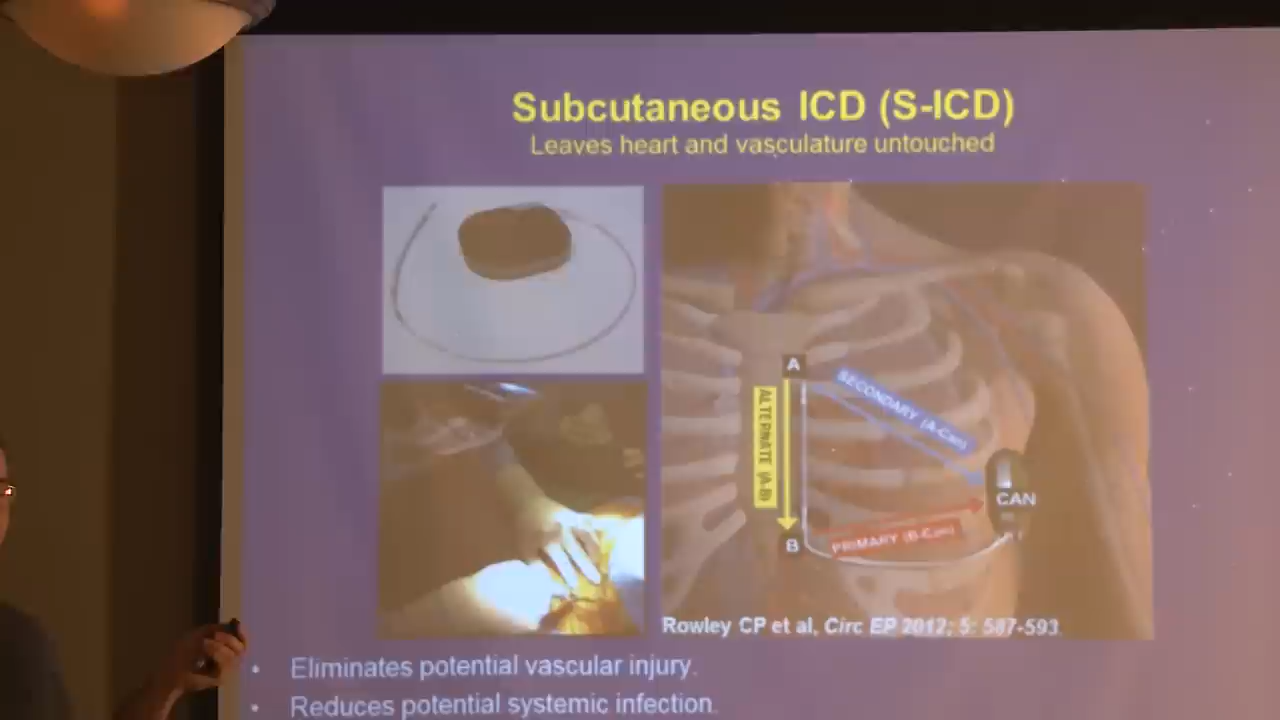 Subcutaneous ICD (S-ICD)
Leaves heart and vasculature untouched
A
SECONDARY (A-Can)
ALTERNATE (A-B)
CAN
B
PRIMARY (B-Can)
Rowley CP et al, Circ EP 2012; 5: 587-593.
• Eliminates potential vascular injury.
• Reduces potential systemic infection.